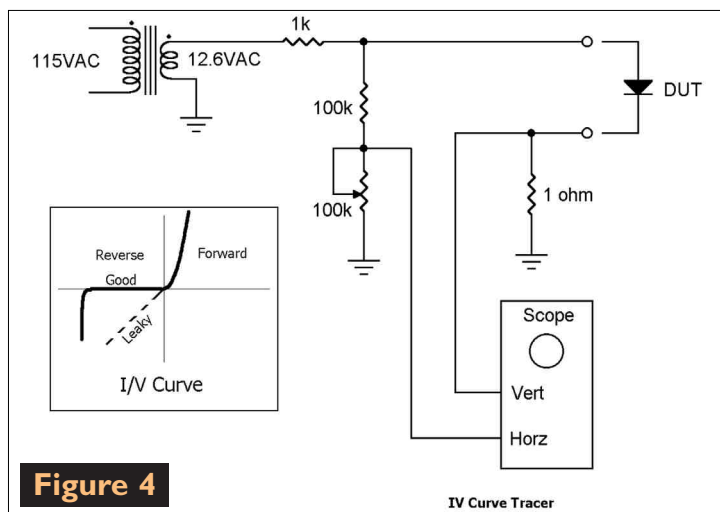 1k
115VAC
12.6VAC
DUT
100k
100k
1 ohm
Reverse
Forward
Good
Leaky
I/V Curve
Scope
Vert
Horz
Figure 4
IV Curve Tracer